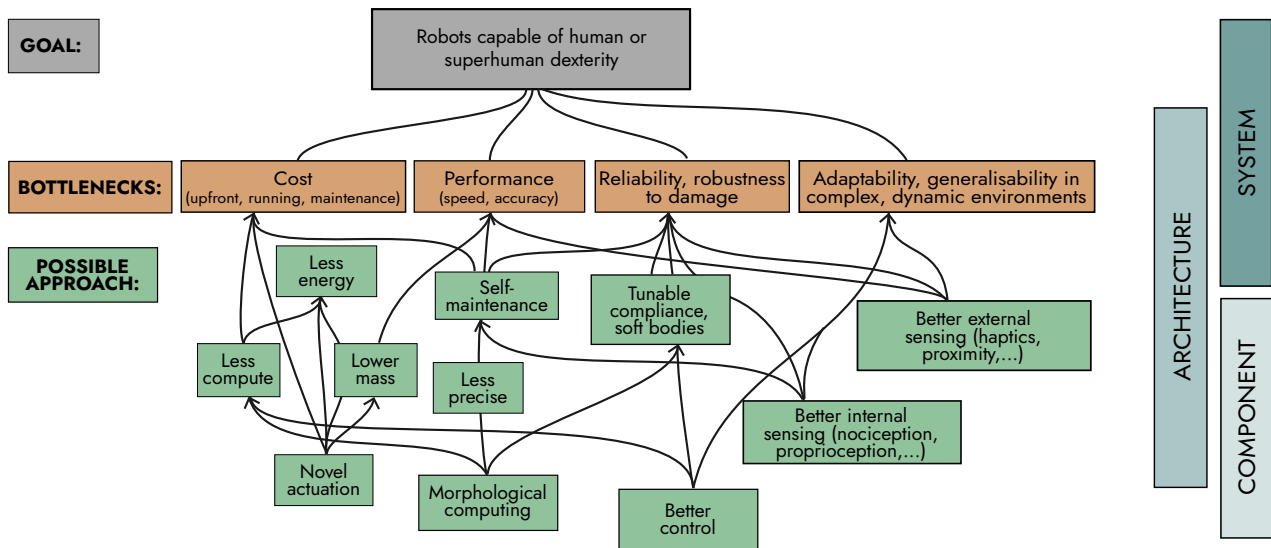 GOAL:
Robots capable of human or
superhuman dexterity
BOTTLENECKS:
Cost
(upfront, running, maintenance)
Performance
(speed, accuracy)
Reliability, robustness
to damage
Adaptability, generalisability in
complex, dynamic environments
POSSIBLE
APPROACH:
Less
energy
Self-
maintenance
Tunable
compliance,
soft bodies
Better external
sensing (haptics,
proximity,...)
Less
compute
Lower
mass
Less
precise
Better internal
sensing (nociception,
proprioception,...)
Novel
actuation
Morphological
computing
Better
control
ARCHITECTURE
SYSTEM
COMPONENT